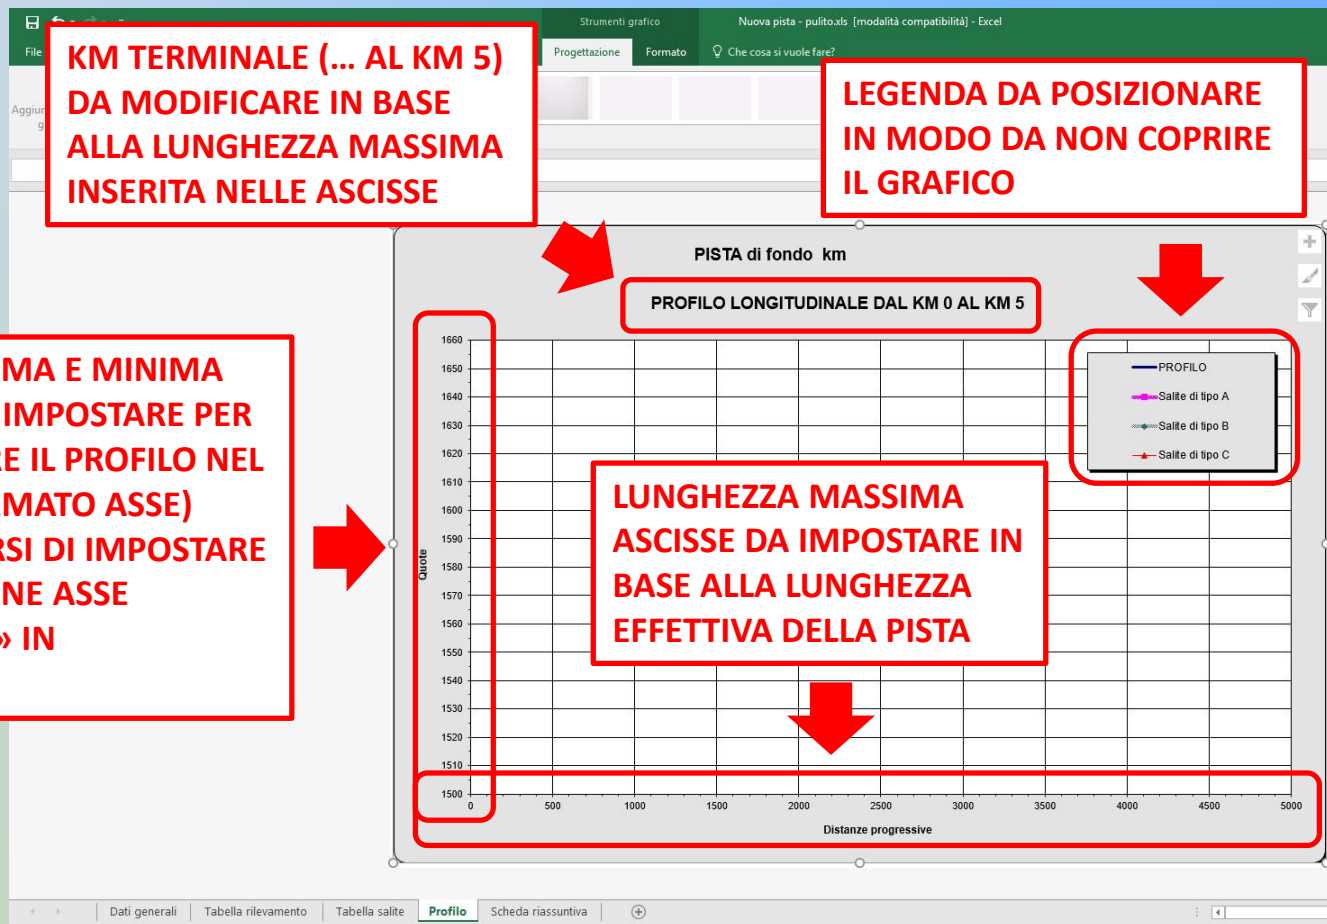 Strumenti grafico
Nuova pista - pulito.xls [modalità compatibilità] - Excel
File
Progettazione
Formato
Che cosa si vuole fare?
KM TERMINALE (... AL KM 5)
DA MODIFICARE IN BASE
ALLA LUNGHEZZA MASSIMA
INSERITA NELLE ASCISSE
LEGENDA DA POSIZIONARE
IN MODO DA NON COPRIRE
IL GRAFICO
Aggiun
g
PISTA di fondo km
PROFILO LONGITUDINALE DAL KM 0 AL KM 5
MA E MINIMA
IMPOSTARE PER
RE IL PROFILO NEL
MATO ASSE)
RSI DI IMPOSTARE
NE ASSE
» IN
1660
1650
1640
1630
1620
1610
1600
1590
1580
1570
1560
1550
1540
1530
1520
1510
1500
Quote
PROFILO
Salite di tipo A
Salite di tipo B
Salite di tipo C
LUNGHEZZA MASSIMA
ASCISSE DA IMPOSTARE IN
BASE ALLA LUNGHEZZA
EFFETTIVA DELLA PISTA
0 500 1000 1500 2000 2500 3000 3500 4000 4500 5000
Distanze progressive
Dati generali
Tabella rilevamento
Tabella salite
Profilo
Scheda riassuntiva